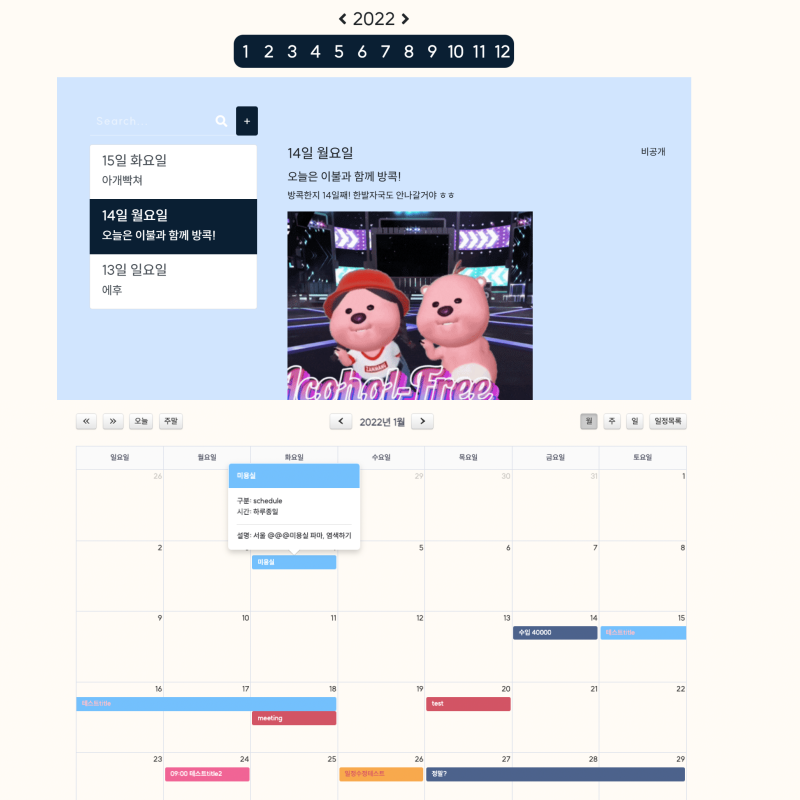 2022
1 2 3 4 5 6 7 8 9 10 11 12
Search..
+
15일 화요일
아개빡쳐
14일 월요일
오늘은 이불과 함께 방콕!
13일 일요일
에후
14일 월요일
비공개
오늘은 이불과 함께 방콕!
방콕한지 14일째! 한발자국도 안나갈거야 ㅎㅎ
Alcohol-Free
오늘 주말
2022년 1월
월 주 일 일정목록
일요일 월요일 화요일 수요일 목요일 금요일 토요일
26 29 30 31 1
미용실
구분: schedule
시간: 하루종일
설명: 서울 @@@미용실 파마, 염색하기
2 5 6 7 8
미용실
9 10 11 12 13 14 15
수입 40000
테스트title
16 17 18 19 20 21 22
테스트title
test
meeting
23 24 25 26 27 28 29
09:00 테스트title2
일정수정테스트
정말?